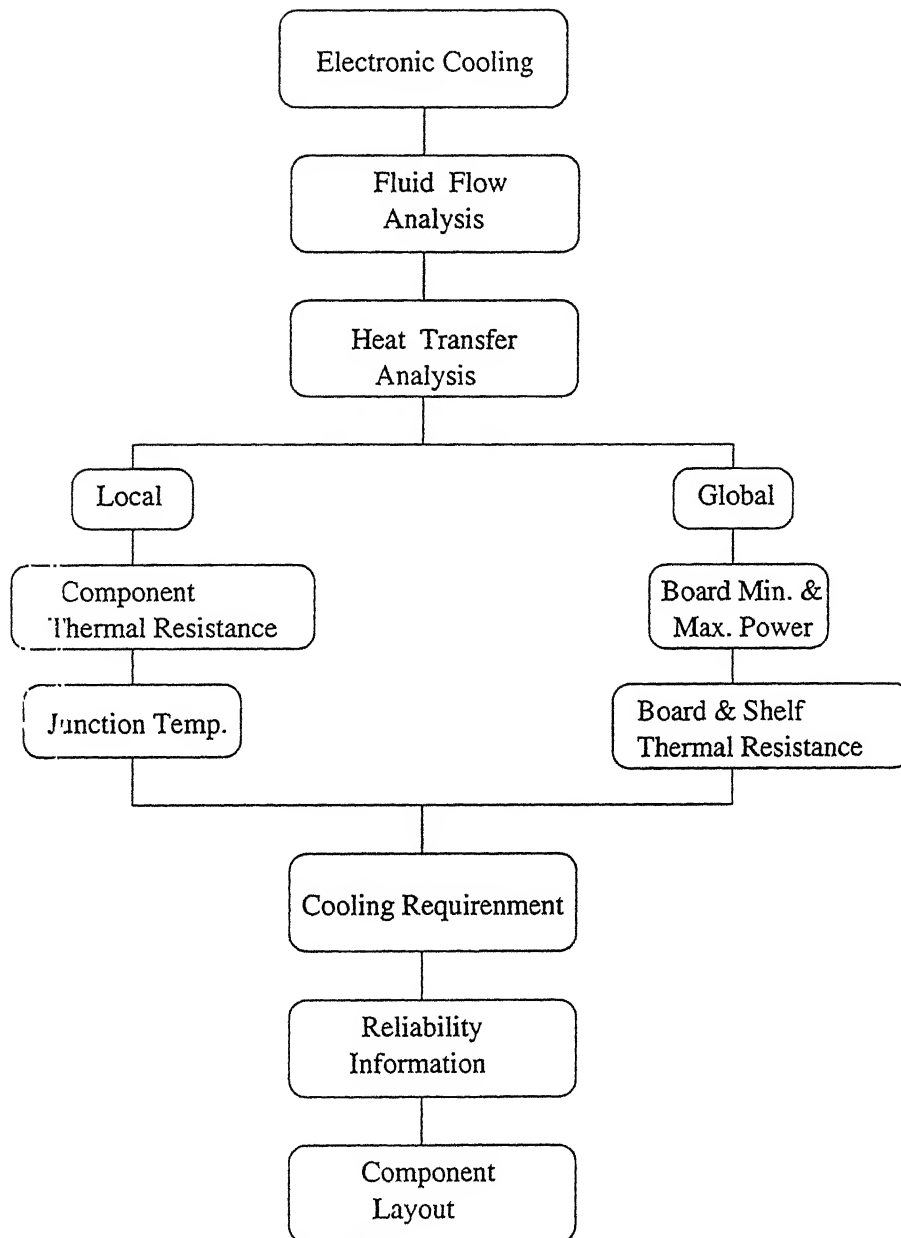 Electronic Cooling
Fluid Flow
Analysis
Heat Transfer
Analysis
Local
Global
Component
Thermal Resistance
Board Min. &
Max. Power
Junction Temp.
Board & Shelf
Thermal Resistance
Cooling Requirenment
Reliability
Information
Component
Layout